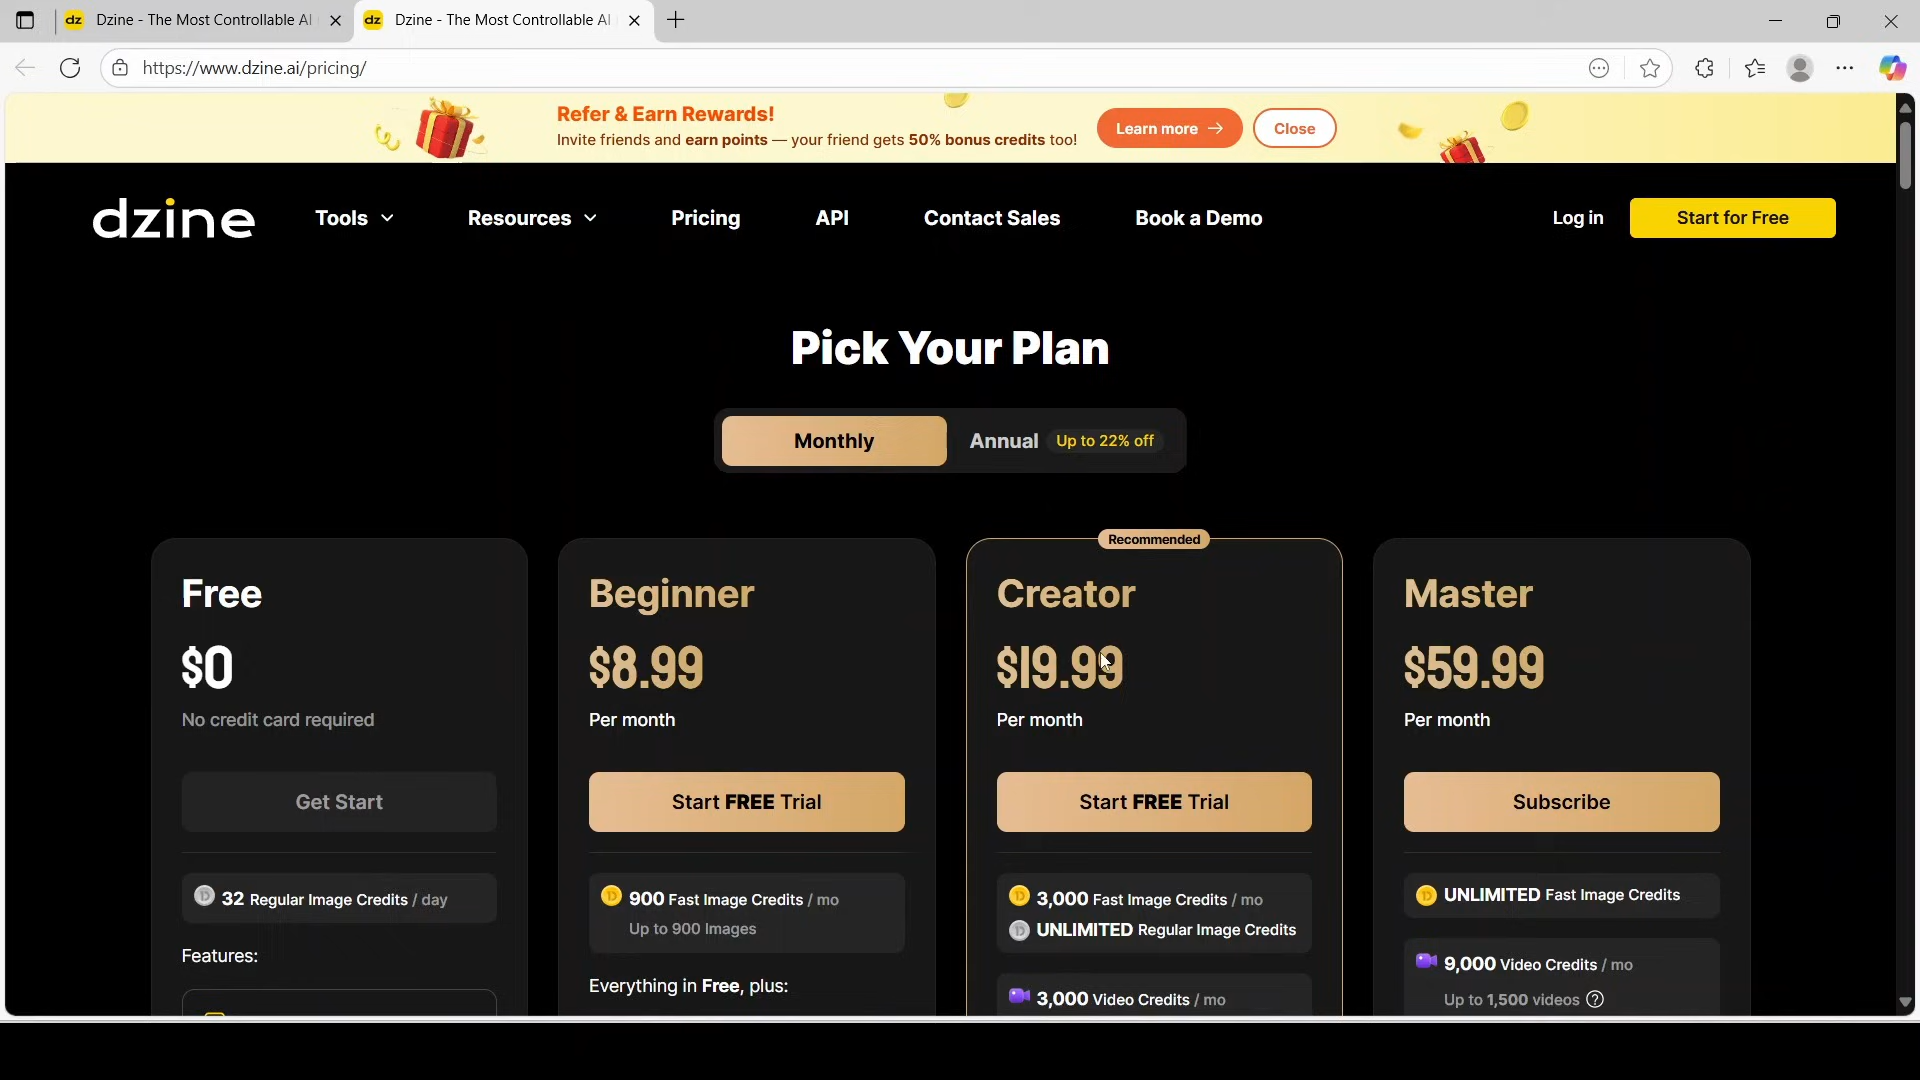 Dzine - The Most Controllable AI
Dzine - The Most Controllable AI
https://www.dzine.ai/pricing/
Refer & Earn Rewards!
Invite friends and earn points — your friend gets 50% bonus credits too!
Learn more →
Close
dzine
Tools
Resources
Pricing
API
Contact Sales
Book a Demo
Log in
Start for Free
Pick Your Plan
Monthly
Annual Up to 22% off
Free
$0
No credit card required
Get Start
32 Regular Image Credits / day
Features:
Beginner
$8.99
Per month
Start FREE Trial
900 Fast Image Credits / mo
Up to 900 Images
Everything in Free, plus:
Recommended
Creator
$19.99
Per month
Start FREE Trial
3,000 Fast Image Credits / mo
UNLIMITED Regular Image Credits
3,000 Video Credits / mo
Master
$59.99
Per month
Subscribe
UNLIMITED Fast Image Credits
9,000 Video Credits / mo
Up to 1,500 videos ?